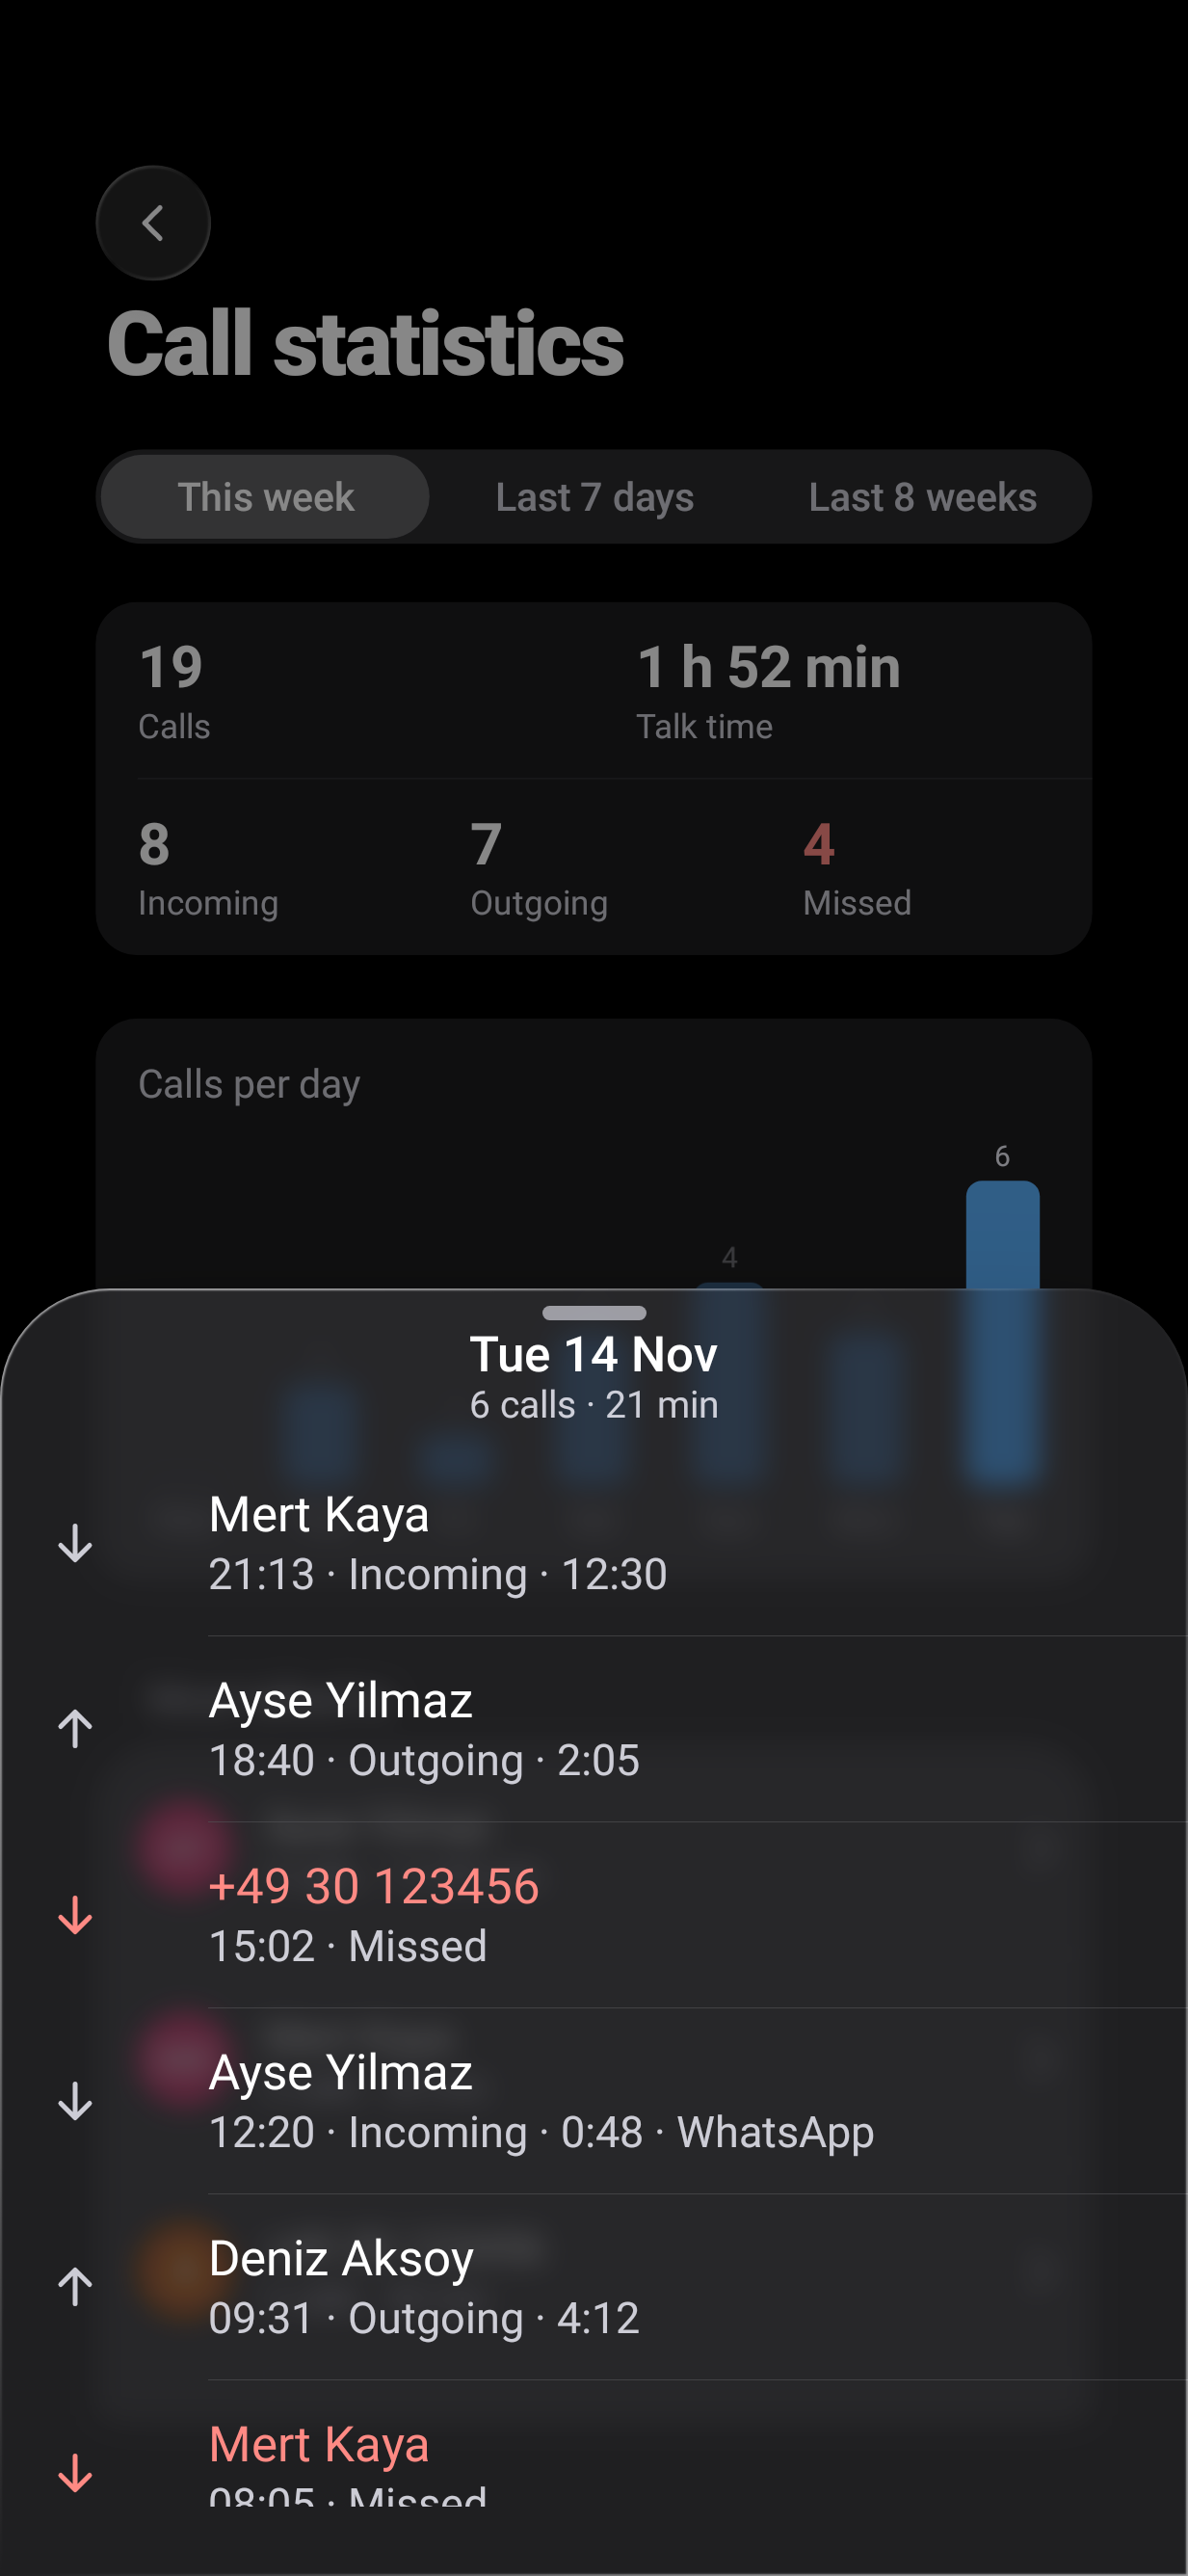 Call statistics
This week Last 7 days Last 8 weeks
19 1 h 52 min
Calls Talk time
8 7 4
Incoming Outgoing Missed
Calls per day
6
4
Tue 14 Nov
6 calls · 21 min
Mert Kaya
21:13 · Incoming · 12:30
Ayse Yilmaz
18:40 · Outgoing · 2:05
+49 30 123456
15:02 · Missed
Ayse Yilmaz
12:20 · Incoming · 0:48 · WhatsApp
Deniz Aksoy
09:31 · Outgoing · 4:12
Mert Kaya
08:05 · Missed